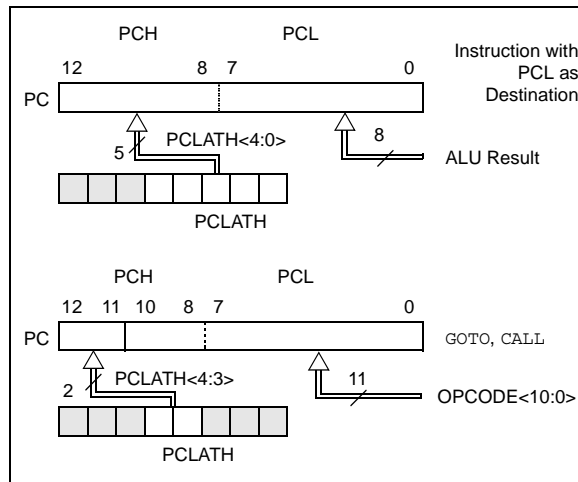 PCH PCL
12 8 7 0
Instruction with
PCL as
Destination
PC
PCLATH<4:0>
5
8
ALU Result
PCLATH
PCH PCL
12 11 10 8 7 0
PC
GOTO, CALL
PCLATH<4:3>
2
11
OPCODE<10:0>
PCLATH